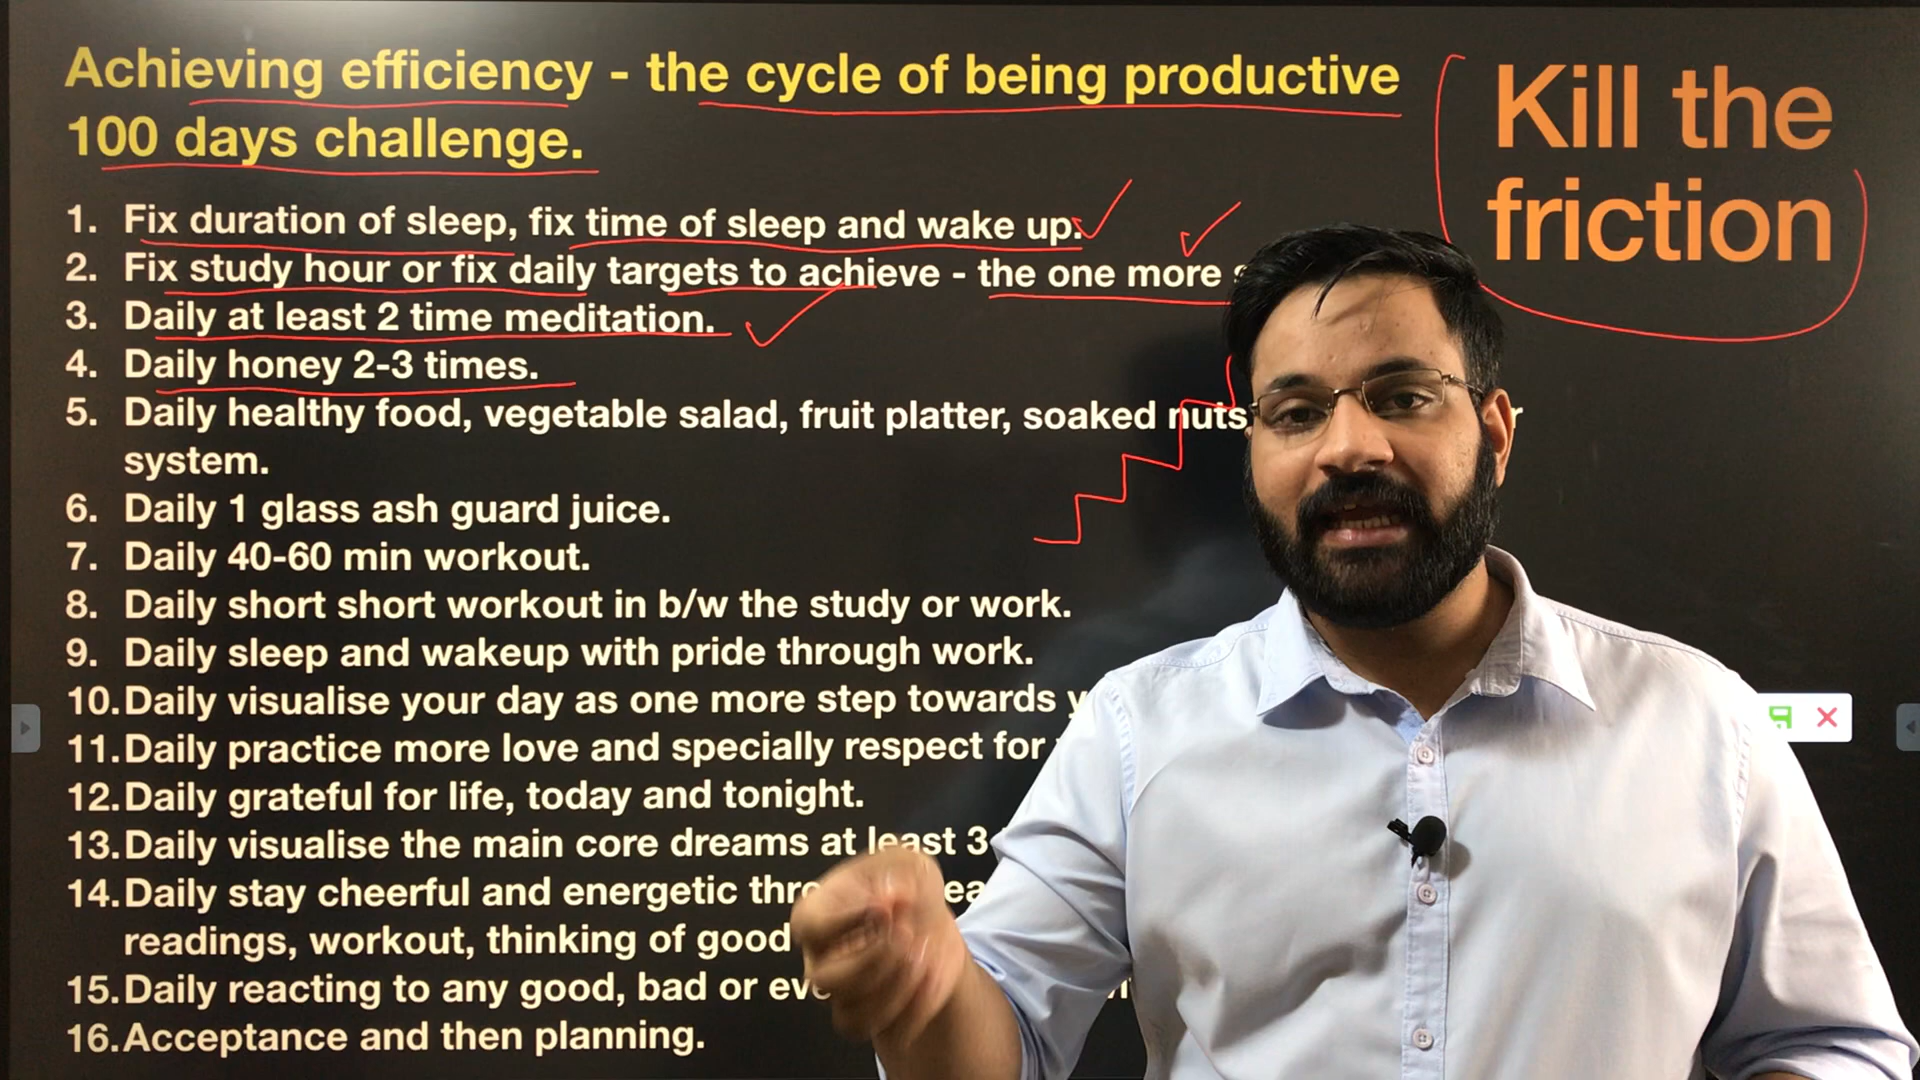 Achieving efficiency - the cycle of being productive
100 days challenge.
Kill the
friction
1. Fix duration of sleep, fix time of sleep and wake up.
2. Fix study hour or fix daily targets to achieve - the one more
3. Daily at least 2 time meditation.
4. Daily honey 2-3 times.
5. Daily healthy food, vegetable salad, fruit platter, soaked nuts
system.
6. Daily 1 glass ash guard juice.
7. Daily 40-60 min workout.
8. Daily short short workout in b/w the study or work.
9. Daily sleep and wakeup with pride through work.
10. Daily visualise your day as one more step towards
11. Daily practice more love and specially respect for
12. Daily grateful for life, today and tonight.
13. Daily visualise the main core dreams at least 3
14. Daily stay cheerful and energetic
readings, workout, thinking of good
15. Daily reacting to any good, bad or
16. Acceptance and then planning.